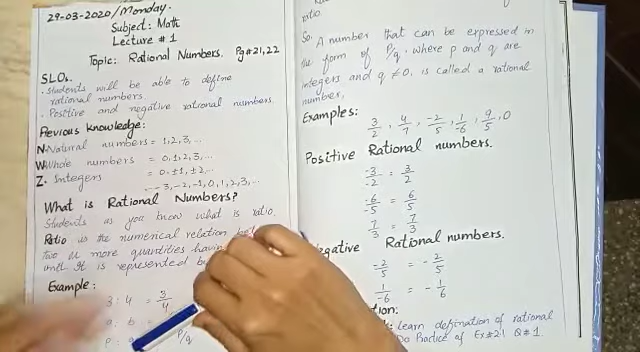 29-03-2020/Monday.
Subject: Math
Lecture # 1
Topic: Rational Numbers. Pg#21,22
SLOs.
. Students will be able to define
rational numbers.
. Positive and negative rational numbers.
Pevious knowledge:
N-Natural numbers = 1,2,3,...
W-Whole numbers = 0,1,2,3,...
Z. Integers = 0, ±1, ±2,...
...-3,-2,-1,0,1,2,3,...
What is Rational Numbers?
Students as you know what is ratio.
Ratio is the numerical relation
two or more quantities
unit. It is represented
Example:
3 : 4 = 3/4
a : b =
p : P/q
ratio
So, A number that can be expressed in
the form of P/q, where p and q are
integers and q ≠ 0, is called a rational
number,
Examples:
3/2, 4/7, -2/5, 1/-6, 9/5, 0
Positive Rational numbers.
-3/-2 = 3/2
-6/-5 = 6/5
7/3 = 7/3
Negative Rational numbers.
-2/5 = -2/5
1/-6 = -1/6
Learn defination of rational
Do Practice of Ex#2.1 Q#1